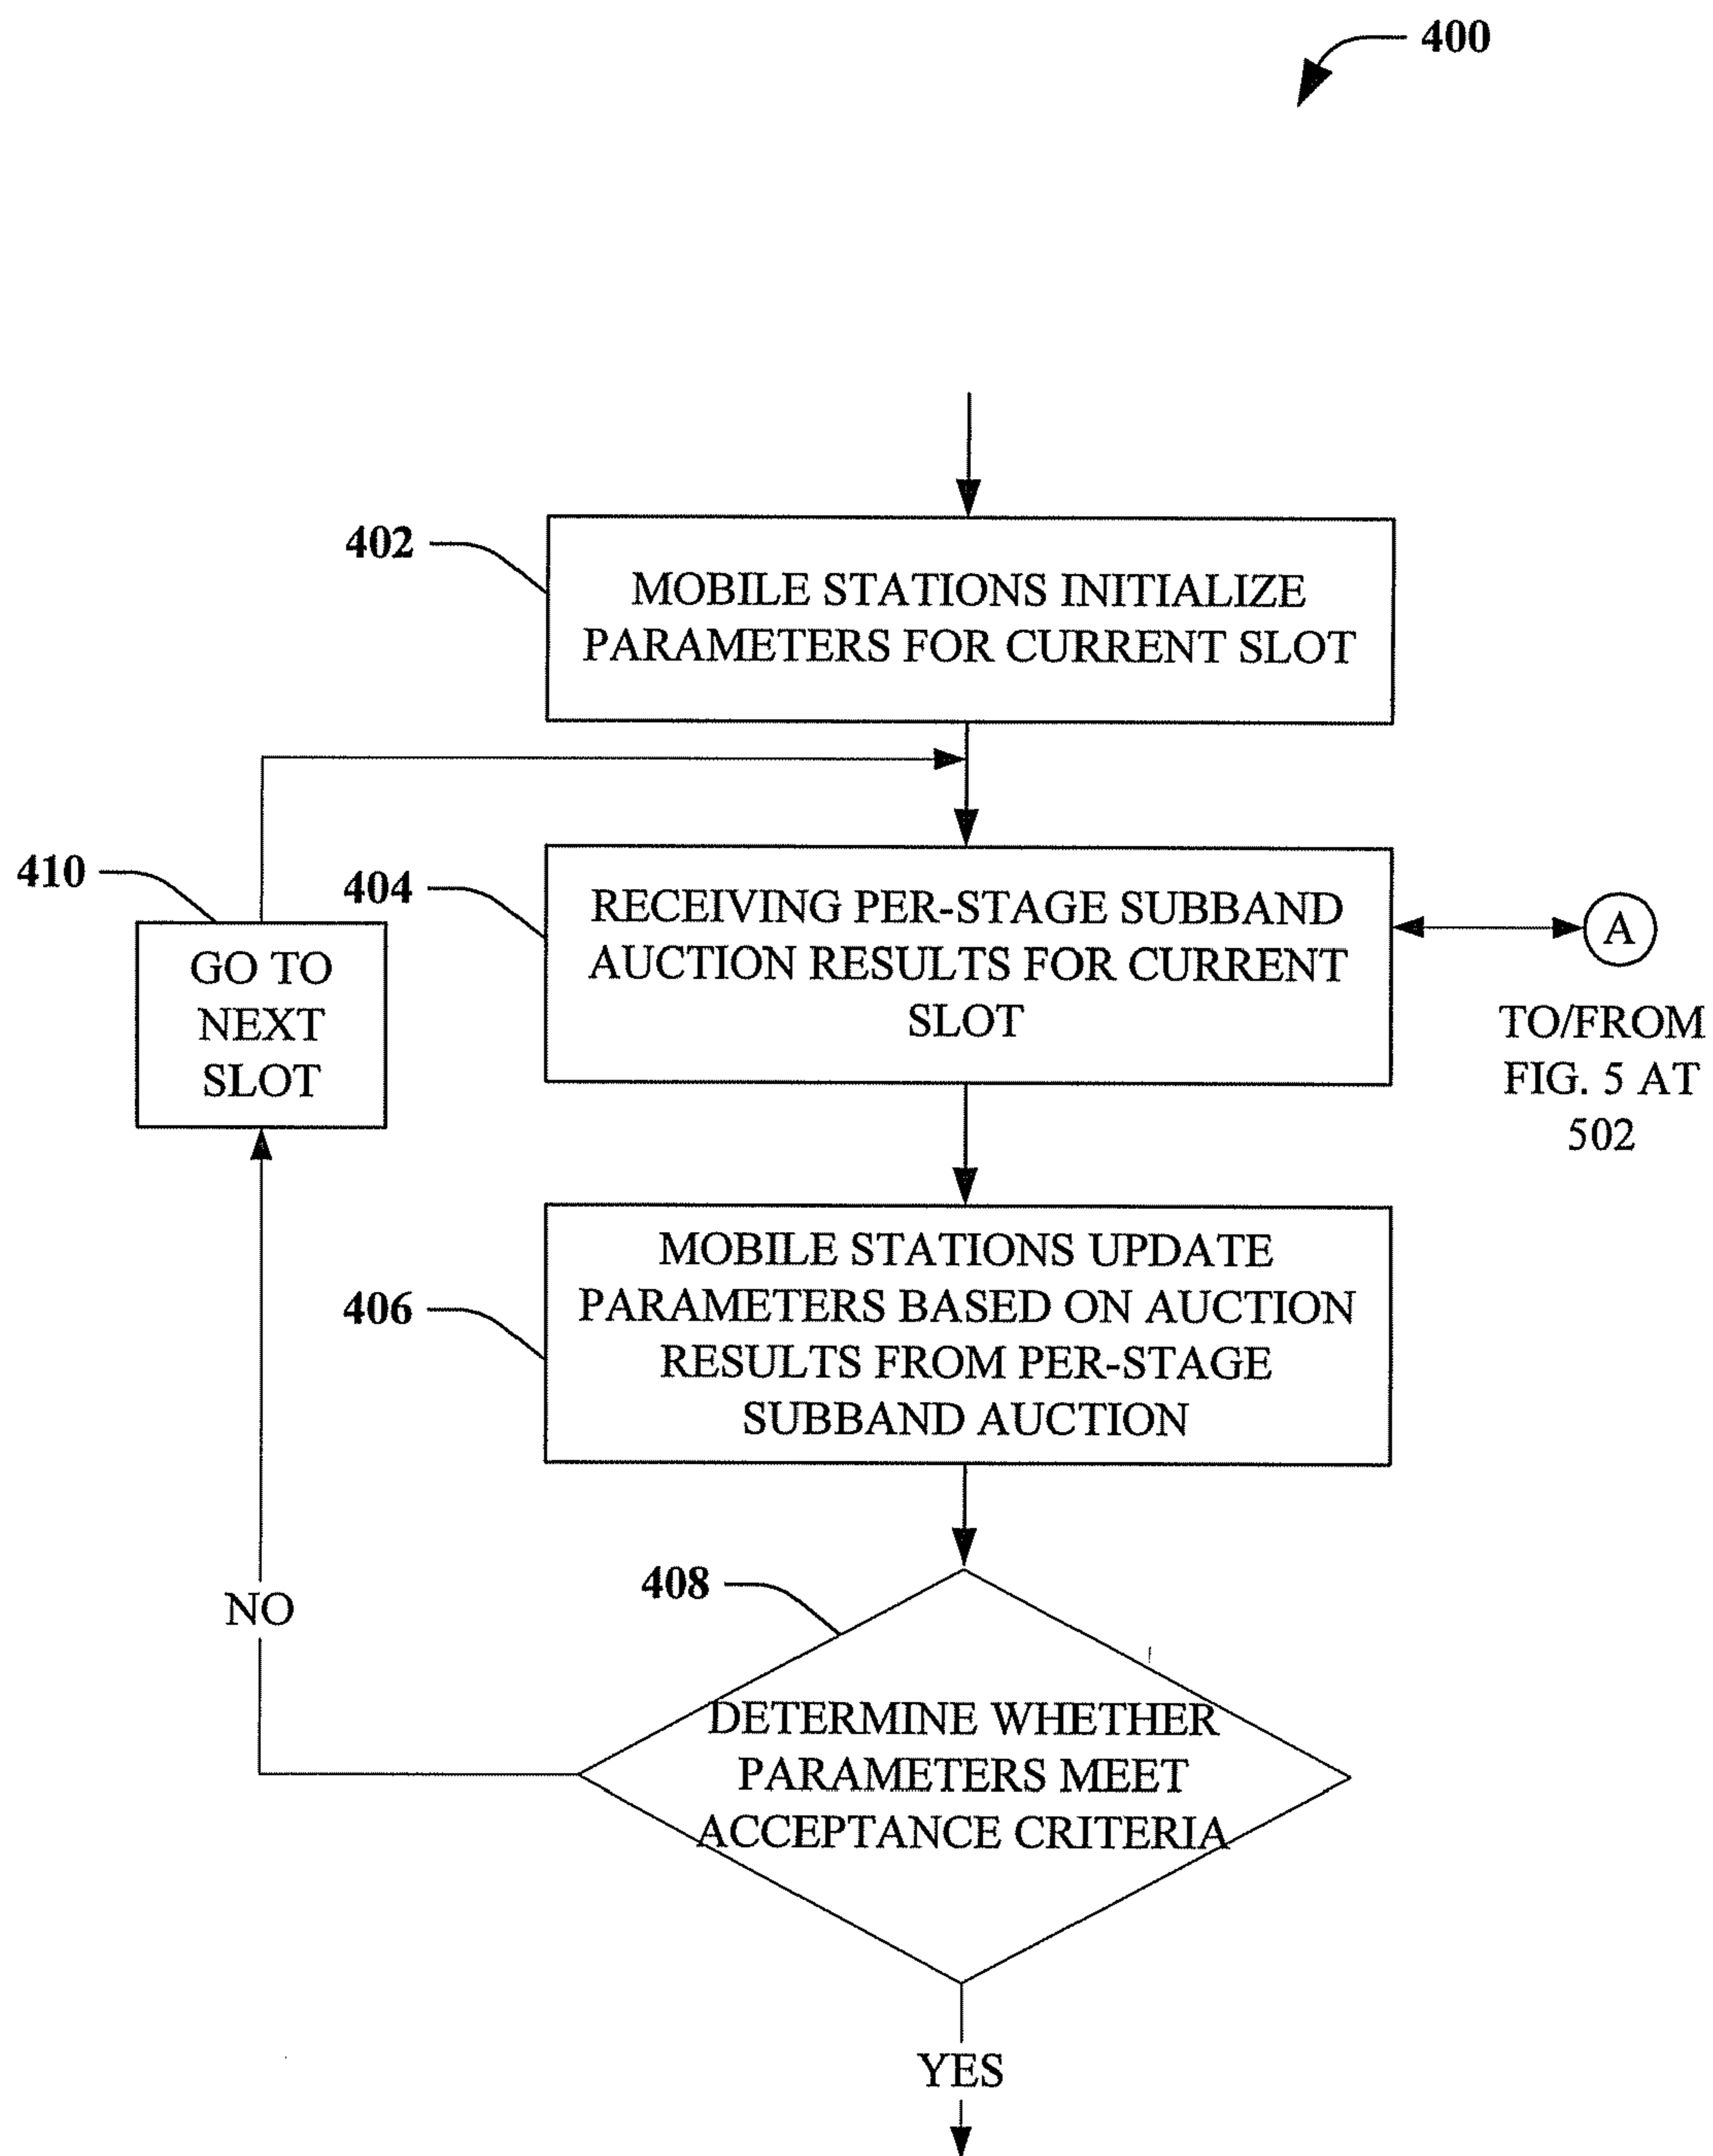 400
402
MOBILE STATIONS INITIALIZE
PARAMETERS FOR CURRENT SLOT
410
404
RECEIVING PER-STAGE SUBBAND
AUCTION RESULTS FOR CURRENT
SLOT
A
GO TO
NEXT
SLOT
TO/FROM
FIG. 5 AT
502
406
MOBILE STATIONS UPDATE
PARAMETERS BASED ON AUCTION
RESULTS FROM PER-STAGE
SUBBAND AUCTION
408
NO
DETERMINE WHETHER
PARAMETERS MEET
ACCEPTANCE CRITERIA
YES